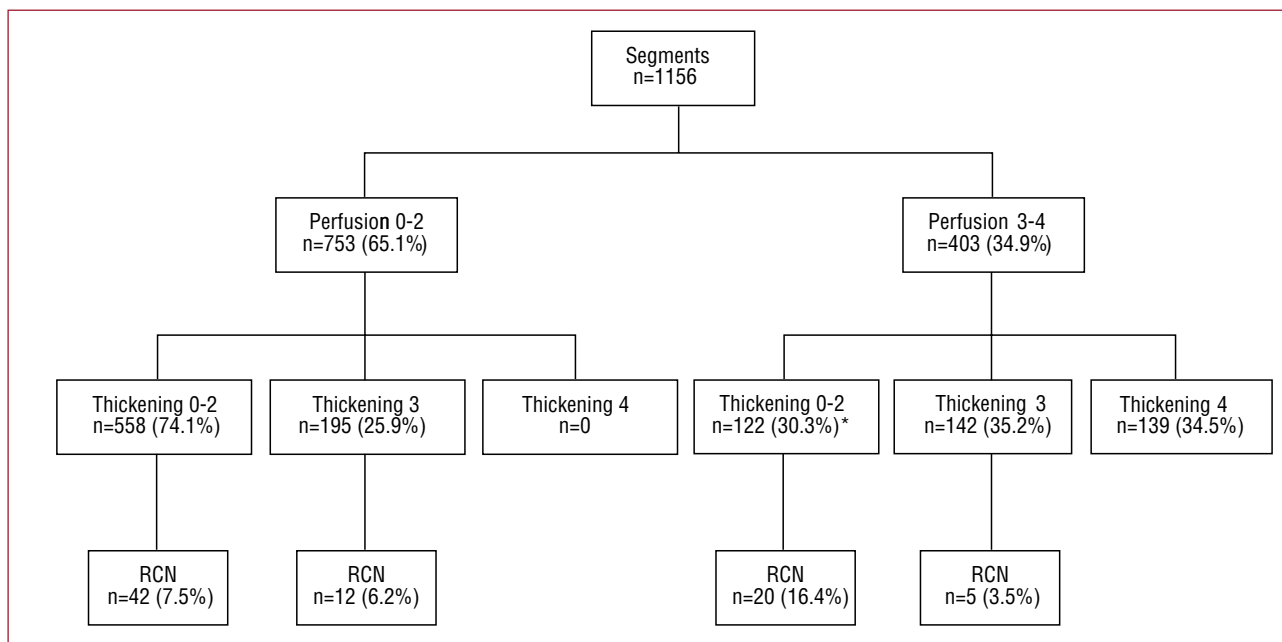 Segments
n=1156
Perfusion 0-2
n=753 (65.1%)
Perfusion 3-4
n=403 (34.9%)
Thickening 0-2
n=558 (74.1%)
Thickening 3
n=195 (25.9%)
Thickening 4
n=0
Thickening 0-2
n=122 (30.3%)*
Thickening 3
n=142 (35.2%)
Thickening 4
n=139 (34.5%)
RCN
n=42 (7.5%)
RCN
n=12 (6.2%)
RCN
n=20 (16.4%)
RCN
n=5 (3.5%)